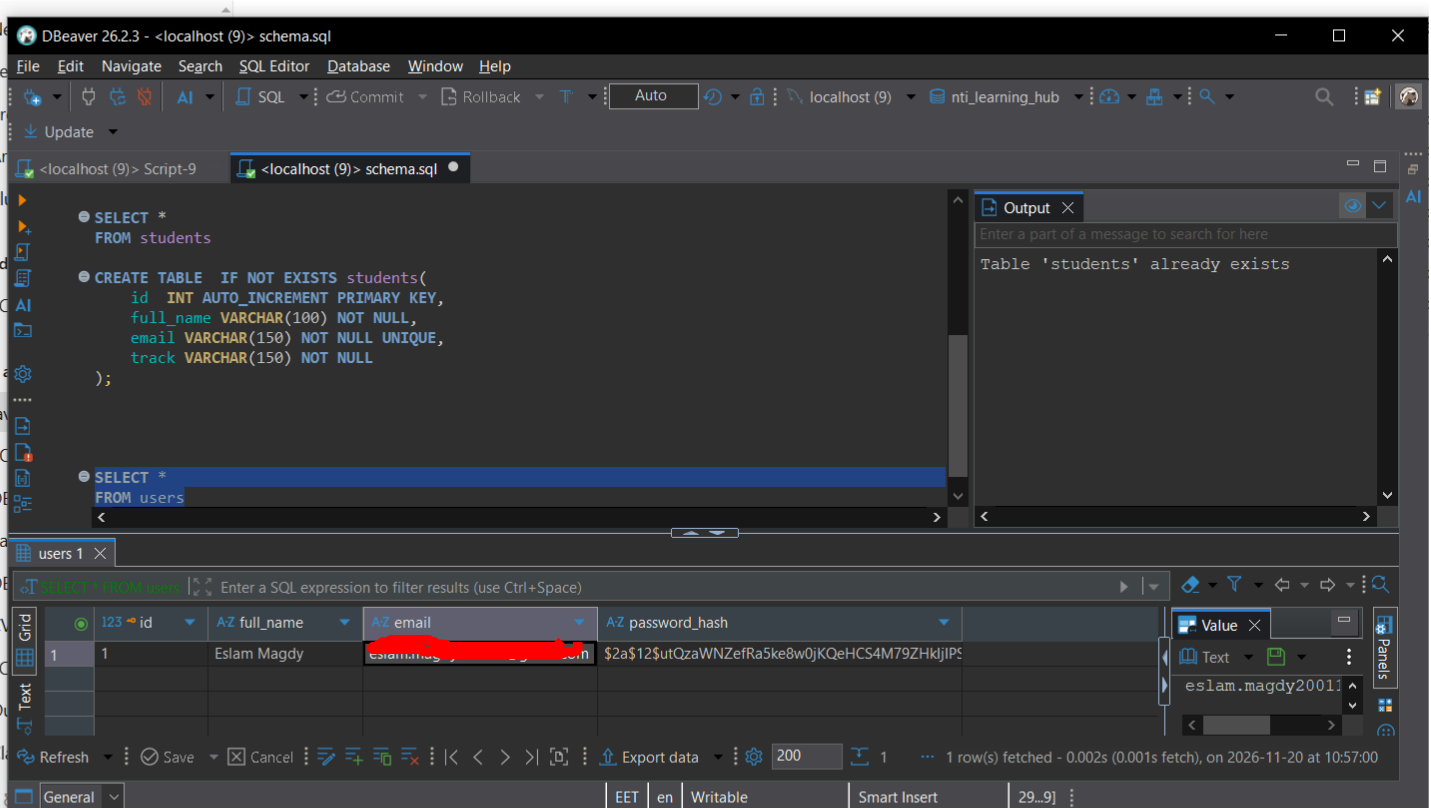 DBeaver 26.2.3 - <localhost (9)> schema.sql
File Edit Navigate Search SQL Editor Database Window Help
AI SQL Commit Rollback T Auto localhost (9) nti_learning_hub
Update
<localhost (9)> Script-9 <localhost (9)> schema.sql
SELECT *
FROM students
CREATE TABLE IF NOT EXISTS students(
id INT AUTO_INCREMENT PRIMARY KEY,
full_name VARCHAR(100) NOT NULL,
email VARCHAR(150) NOT NULL UNIQUE,
track VARCHAR(150) NOT NULL
);
SELECT *
FROM users
AI
Output
Enter a part of a message to search for here
Table 'students' already exists
AI
users 1
SELECT * FROM users Enter a SQL expression to filter results (use Ctrl+Space)
Grid
Text
123 id A-Z full_name A-Z email A-Z password_hash
1 1 Eslam Magdy
Value
Text
eslam.magdy2001
Panels
Refresh Save Cancel Export data 200 1 ... 1 row(s) fetched - 0.002s (0.001s fetch), on 2026-11-20 at 10:57:00
General EET en Writable Smart Insert 29...9]